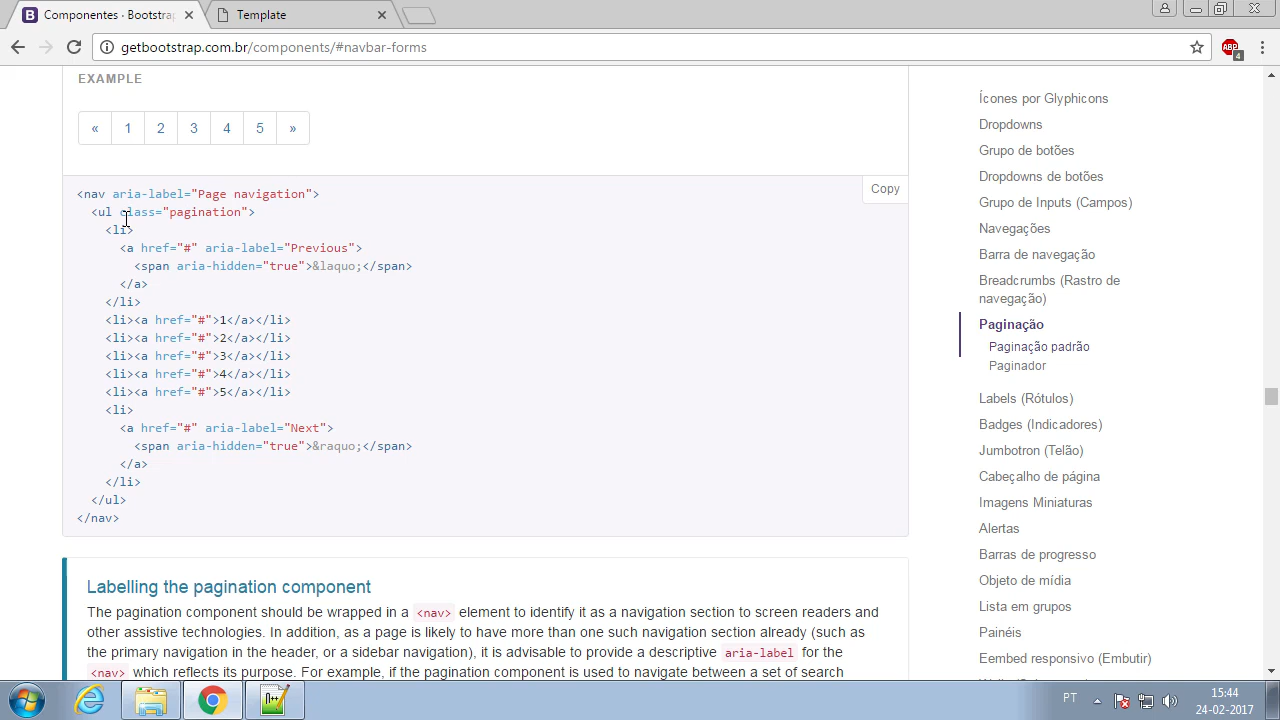 Componentes - Bootstrap
Template
getbootstrap.com.br/components/#navbar-forms
ABP
4
EXAMPLE
« 1 2 3 4 5 »
Copy
<nav aria-label="Page navigation">
<ul class="pagination">
<li>
<a href="#" aria-label="Previous">
<span aria-hidden="true">&laquo;</span>
</a>
</li>
<li><a href="#">1</a></li>
<li><a href="#">2</a></li>
<li><a href="#">3</a></li>
<li><a href="#">4</a></li>
<li><a href="#">5</a></li>
<li>
<a href="#" aria-label="Next">
<span aria-hidden="true">&raquo;</span>
</a>
</li>
</ul>
</nav>
Labelling the pagination component
The pagination component should be wrapped in a <nav> element to identify it as a navigation section to screen readers and
other assistive technologies. In addition, as a page is likely to have more than one such navigation section already (such as
the primary navigation in the header, or a sidebar navigation), it is advisable to provide a descriptive aria-label for the
<nav> which reflects its purpose. For example, if the pagination component is used to navigate between a set of search
Ícones por Glyphicons
Dropdowns
Grupo de botões
Dropdowns de botões
Grupo de Inputs (Campos)
Navegações
Barra de navegação
Breadcrumbs (Rastro de
navegação)
Paginação
Paginação padrão
Paginador
Labels (Rótulos)
Badges (Indicadores)
Jumbotron (Telão)
Cabeçalho de página
Imagens Miniaturas
Alertas
Barras de progresso
Objeto de mídia
Lista em grupos
Painéis
Eembed responsivo (Embutir)
PT
15:44
24-02-2017